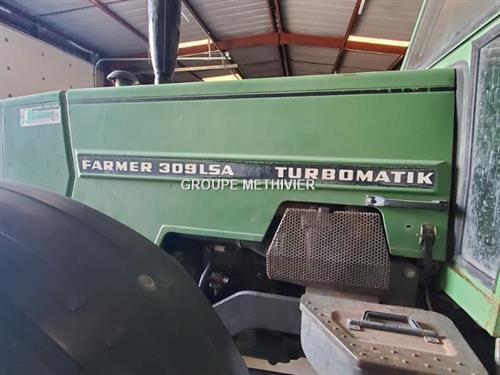 FARMER 309LSA TURBOMATIK
GROUPE METHIVIER